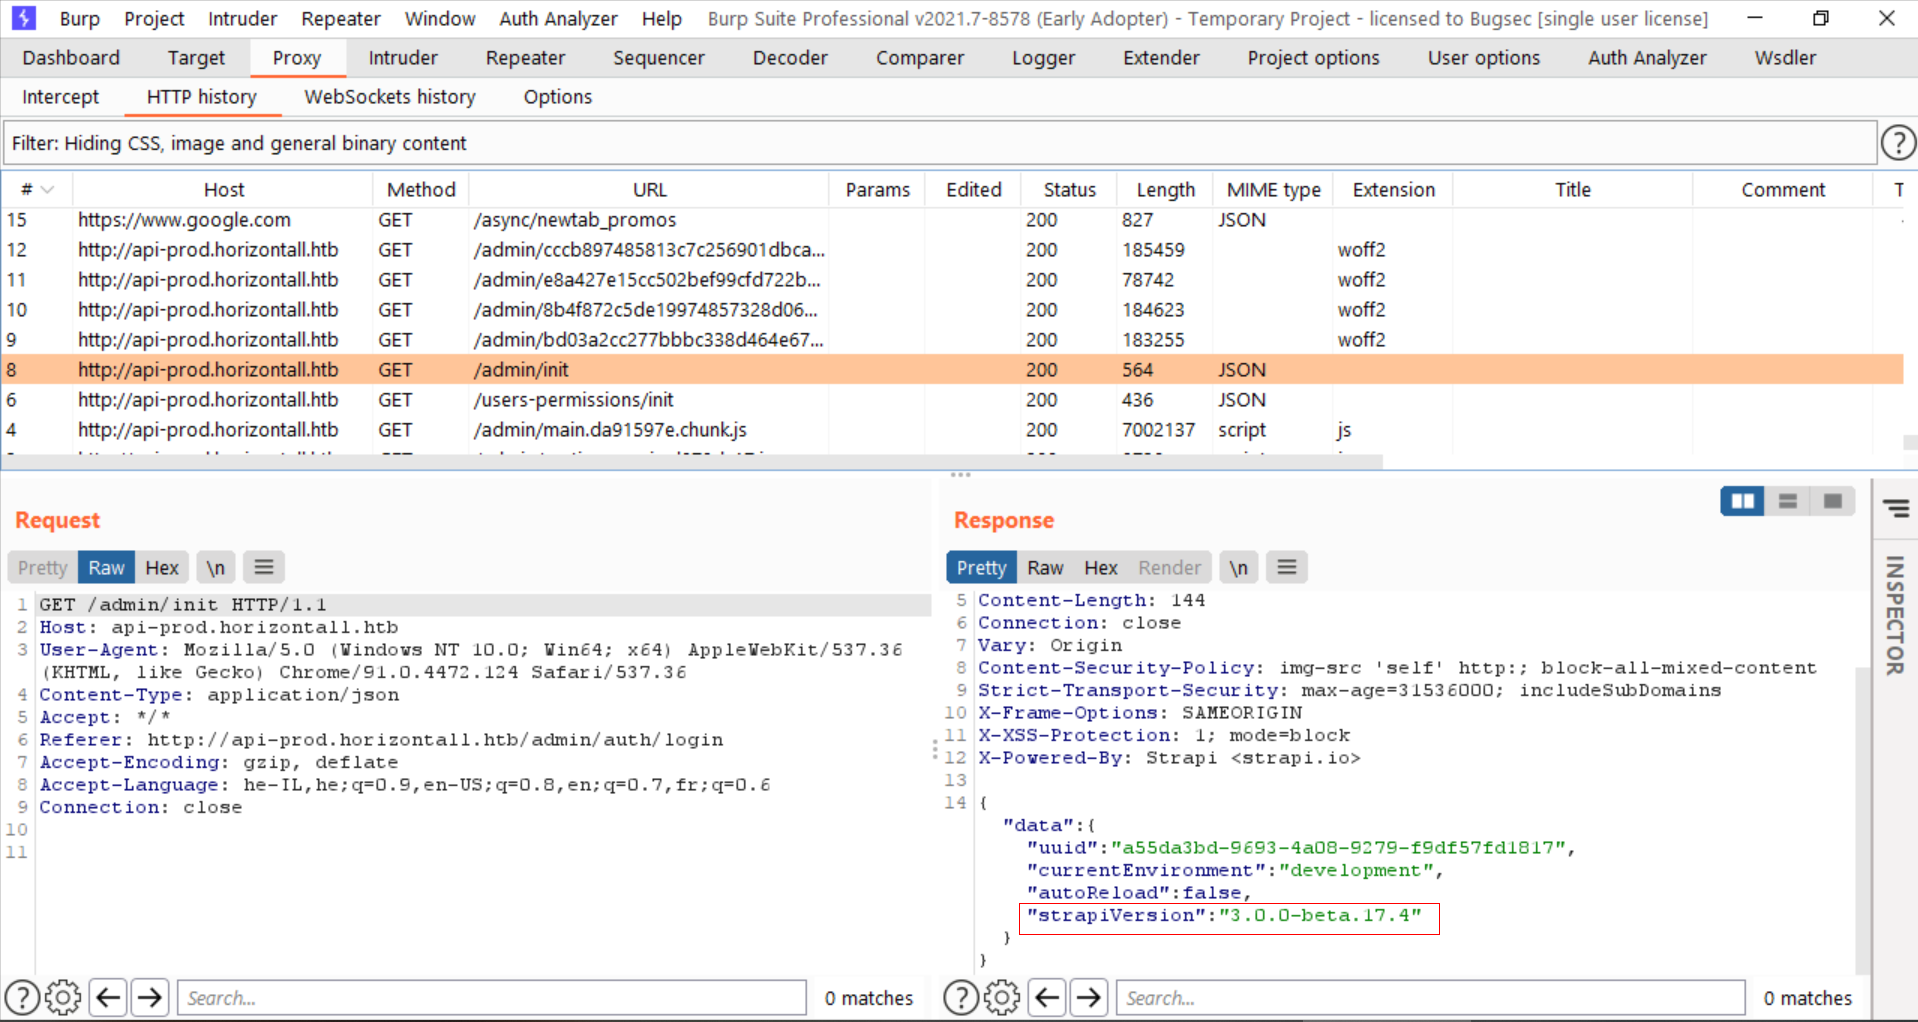 Burp Project Intruder Repeater Window Auth Analyzer Help Burp Suite Professional v2021.7-8578 (Early Adopter) - Temporary Project - licensed to Bugsec [single user license]
Dashboard Target Proxy Intruder Repeater Sequencer Decoder Comparer Logger Extender Project options User options Auth Analyzer Wsdler
Intercept HTTP history WebSockets history Options
Filter: Hiding CSS, image and general binary content ?
# Host Method URL Params Edited Status Length MIME type Extension Title Comment T
15 https://www.google.com GET /async/newtab_promos 200 827 JSON
12 http://api-prod.horizontall.htb GET /admin/cccb897485813c7c256901dbca... 200 185459 woff2
11 http://api-prod.horizontall.htb GET /admin/e8a427e15cc502bef99cfd722b... 200 78742 woff2
10 http://api-prod.horizontall.htb GET /admin/8b4f872c5de19974857328d06... 200 184623 woff2
9 http://api-prod.horizontall.htb GET /admin/bd03a2cc277bbbc338d464e67... 200 183255 woff2
8 http://api-prod.horizontall.htb GET /admin/init 200 564 JSON
6 http://api-prod.horizontall.htb GET /users-permissions/init 200 436 JSON
4 http://api-prod.horizontall.htb GET /admin/main.da91597e.chunk.js 200 7002137 script js
Request
Pretty Raw Hex \n
1 GET /admin/init HTTP/1.1
2 Host: api-prod.horizontall.htb
3 User-Agent: Mozilla/5.0 (Windows NT 10.0; Win64; x64) AppleWebKit/537.36
(KHTML, like Gecko) Chrome/91.0.4472.124 Safari/537.36
4 Content-Type: application/json
5 Accept: */*
6 Referer: http://api-prod.horizontall.htb/admin/auth/login
7 Accept-Encoding: gzip, deflate
8 Accept-Language: he-IL,he;q=0.9,en-US;q=0.8,en;q=0.7,fr;q=0.6
9 Connection: close
10
11
? Search... 0 matches
Response
Pretty Raw Hex Render \n
5 Content-Length: 144
6 Connection: close
7 Vary: Origin
8 Content-Security-Policy: img-src 'self' http:; block-all-mixed-content
9 Strict-Transport-Security: max-age=31536000; includeSubDomains
10 X-Frame-Options: SAMEORIGIN
11 X-XSS-Protection: 1; mode=block
12 X-Powered-By: Strapi <strapi.io>
13
14 {
"data":{
"uuid":"a55da3bd-9693-4a08-9279-f9df57fd1817",
"currentEnvironment":"development",
"autoReload":false,
"strapiVersion":"3.0.0-beta.17.4"
}
}
? Search... 0 matches
INSPECTOR